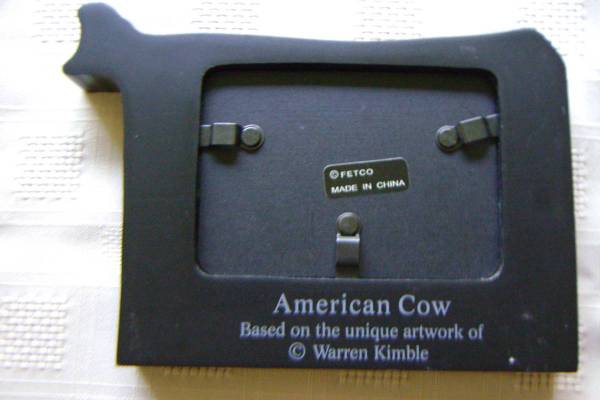 © FETCO
MADE IN CHINA
American Cow
Based on the unique artwork of
© Warren Kimble